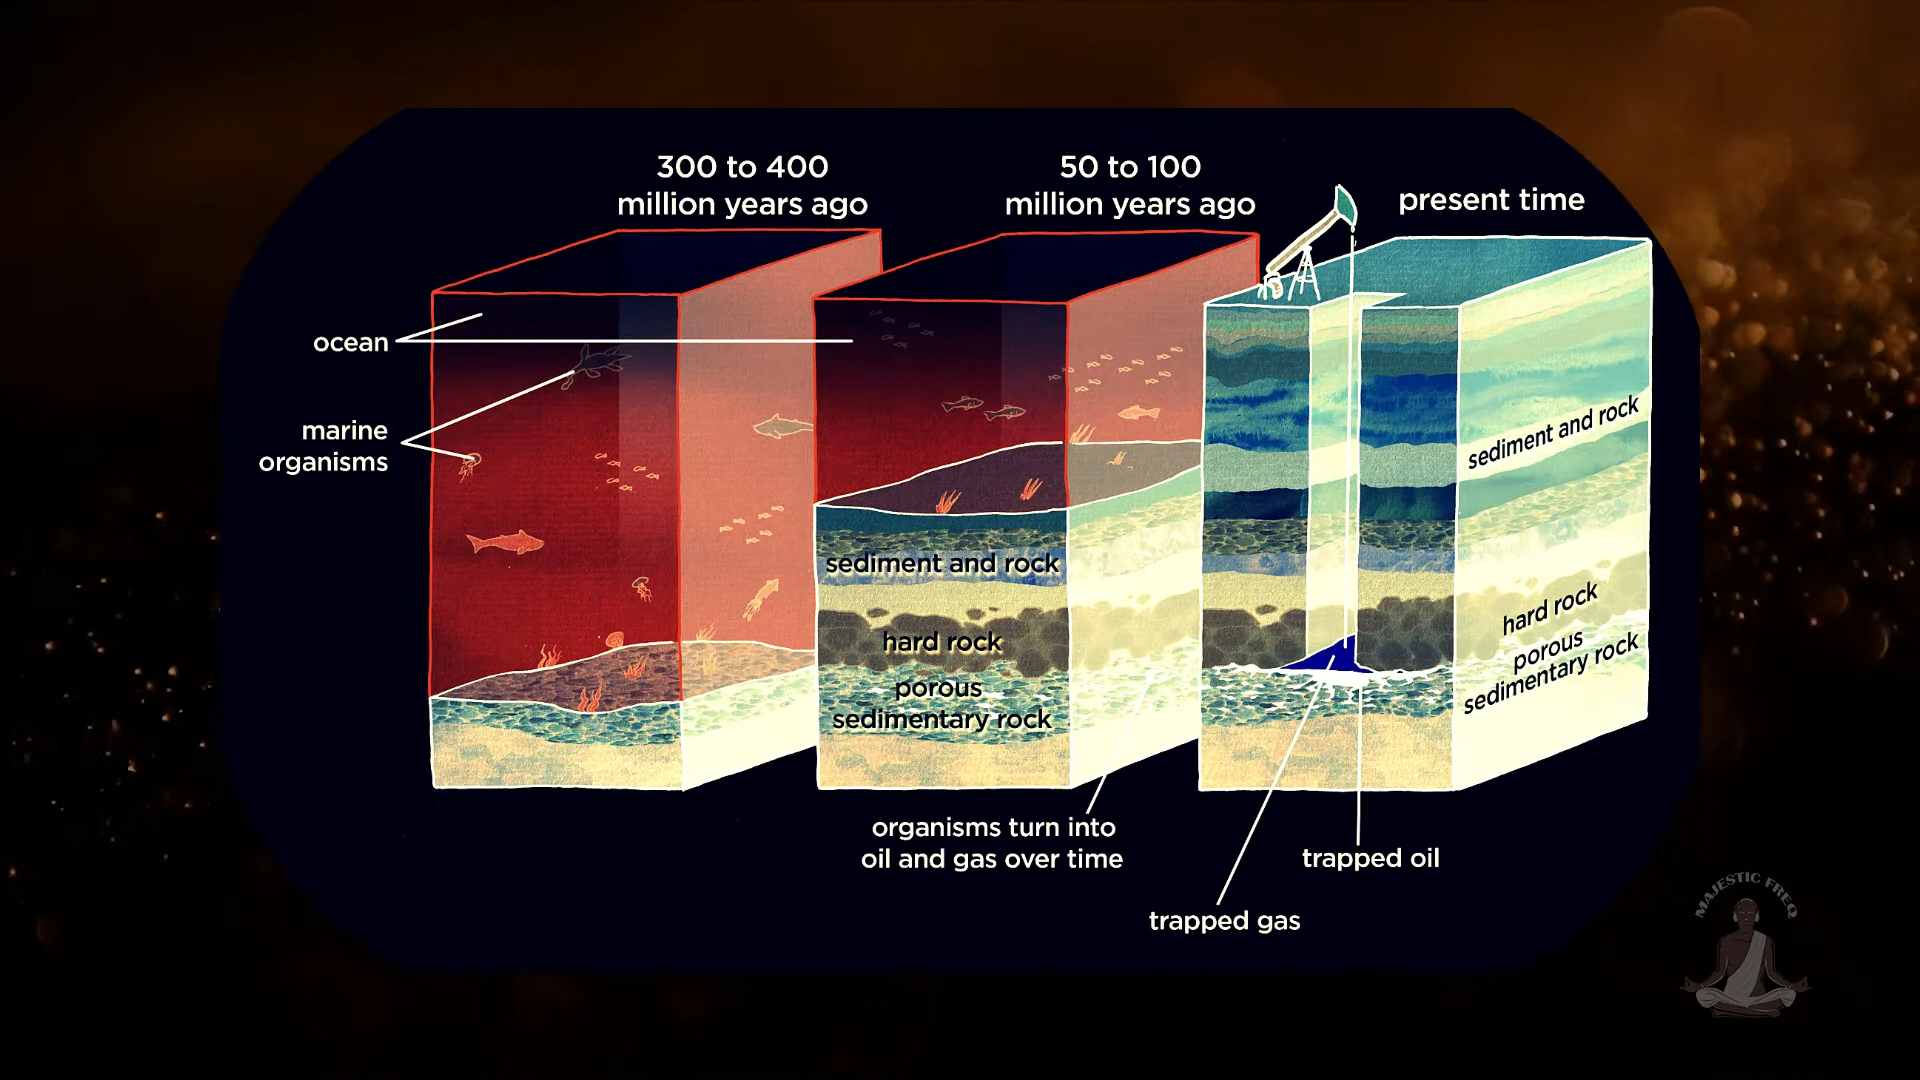 300 to 400
million years ago
50 to 100
million years ago
present time
ocean
marine
organisms
sediment and rock
hard rock
porous
sedimentary rock
sediment and rock
hard rock
porous
sedimentary rock
organisms turn into
oil and gas over time
trapped oil
trapped gas
MAJESTIC FREQ